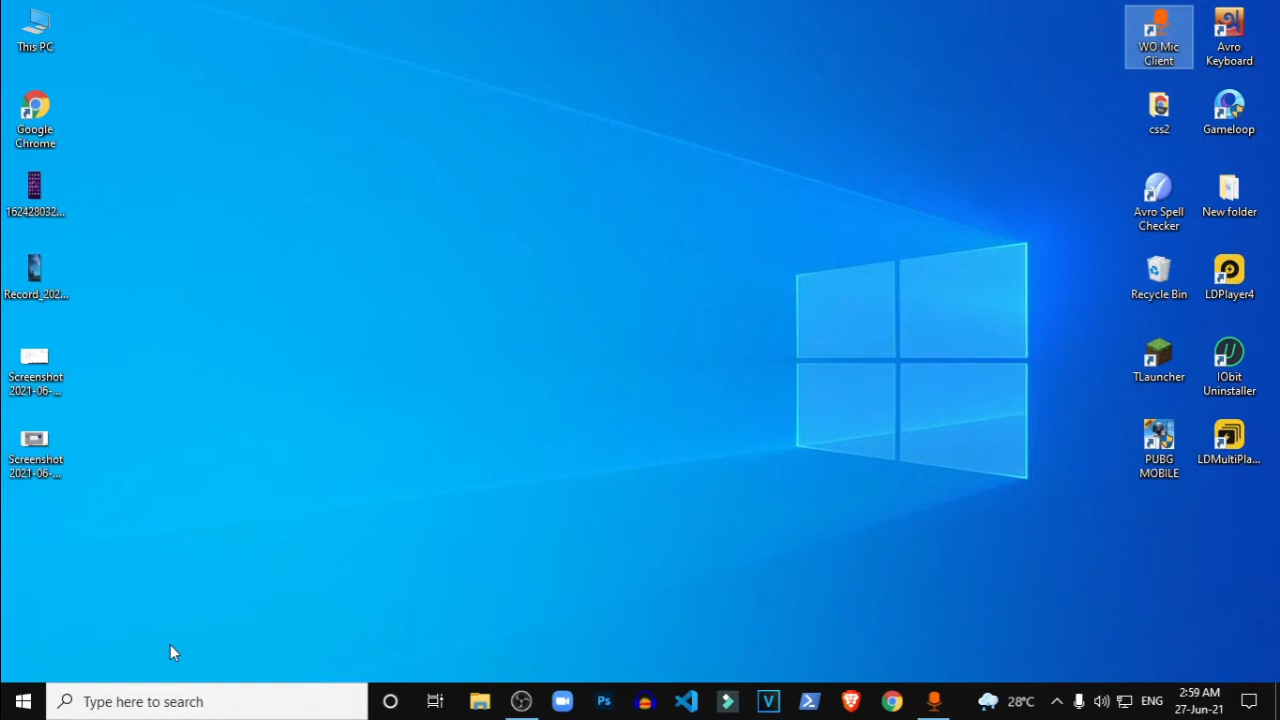 This PC
Google
Chrome
162428032...
Record_202...
Screenshot
2021-06-...
Screenshot
2021-06-...
WO Mic
Client
Avro
Keyboard
css2
Gameloop
Avro Spell
Checker
New folder
Recycle Bin
LDPlayer4
TLauncher
IObit
Uninstaller
PUBG
MOBILE
LDMultiPla...
Type here to search
Ps
V
28°C
ENG
2:59 AM
27-Jun-21